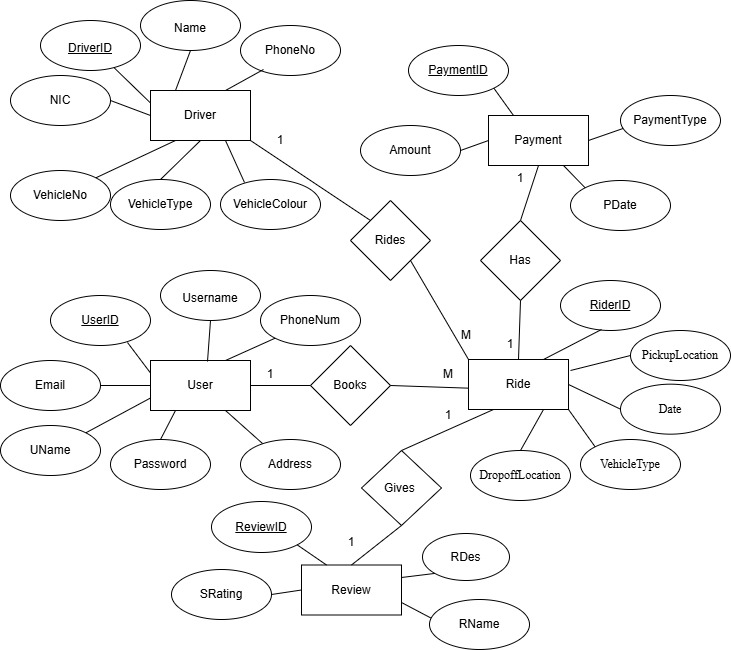 Name
DriverID
PhoneNo
NIC
Driver
VehicleNo
VehicleType
VehicleColour
1
Rides
M
PaymentID
PaymentType
Payment
Amount
PDate
1
Has
1
Username
UserID
PhoneNum
Email
User
UName
Password
Address
1
Books
M
RiderID
PickupLocation
Ride
Date
VehicleType
DropoffLocation
1
Gives
1
ReviewID
RDes
SRating
Review
RName